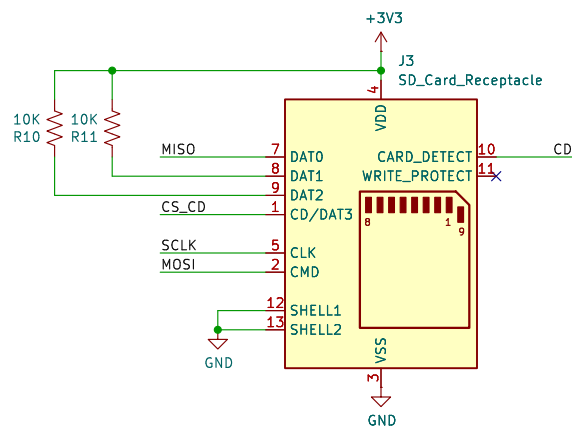 +3V3
J3
SD_Card_Receptacle
4
VDD
10K
R10
10K
R11
MISO
7
DAT0
CARD_DETECT
10
CD
8
DAT1
WRITE_PROTECT
11
9
DAT2
CS_CD
1
CD/DAT3
8
1
9
SCLK
5
CLK
MOSI
2
CMD
12
SHELL1
13
SHELL2
GND
VSS
3
GND